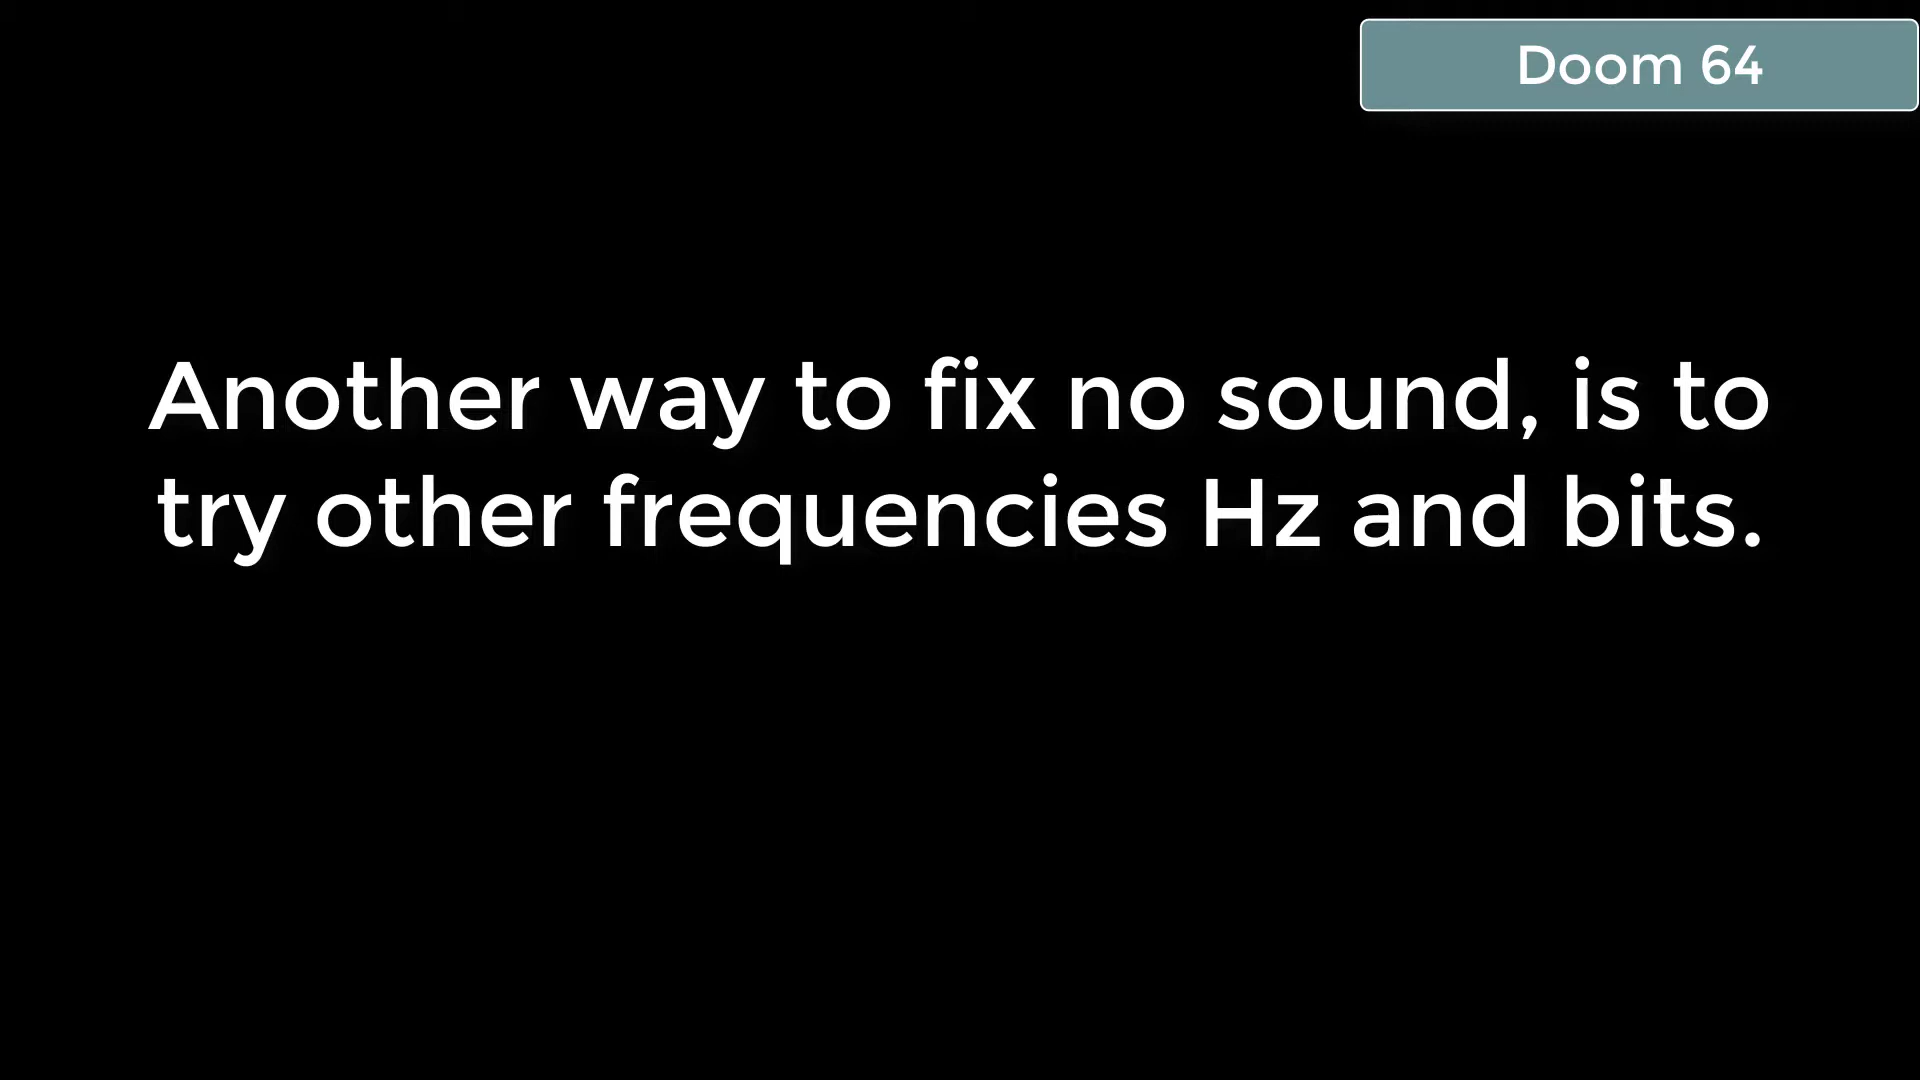 Doom 64
Another way to fix no sound, is to
try other frequencies Hz and bits.